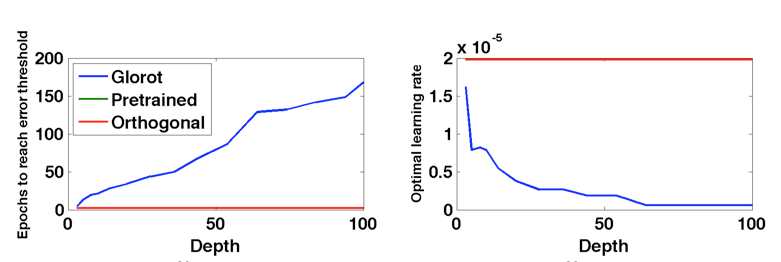 Epochs to reach error threshold
200
150
100
50
0
Glorot
Pretrained
Orthogonal
0
50
100
Depth
x 10^-5
Optimal learning rate
2
1.5
1
0.5
0
0
50
100
Depth